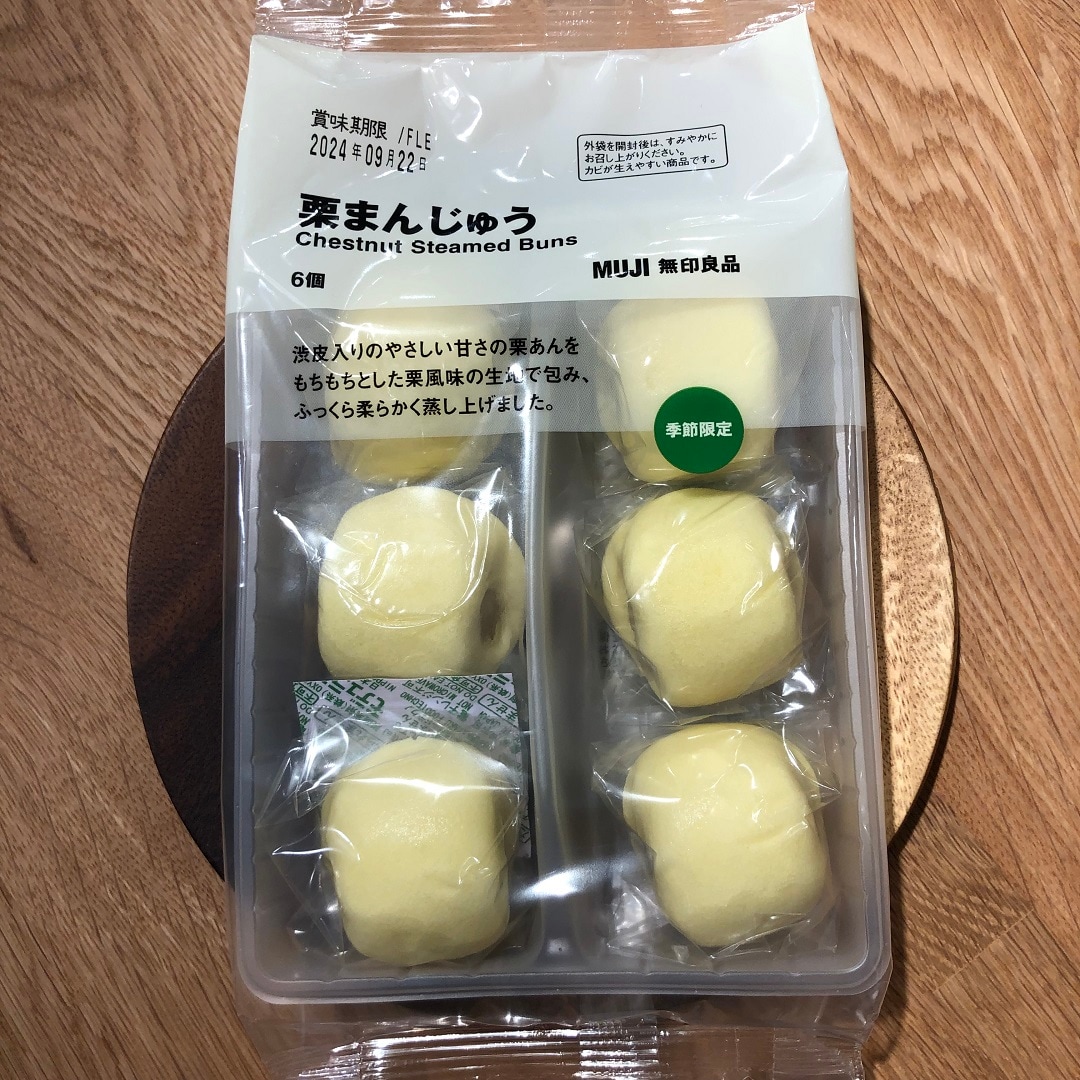 賞味期限 /FLE
2024年09月22日
外袋を開封後は、すみやかに
お召し上がりください。
カビが生えやすい商品です。
栗まんじゅう
Chestnut Steamed Buns
6個
MUJI 無印良品
渋皮入りのやさしい甘さの栗あんを
もちもちとした栗風味の生地で包み、
ふっくら柔らかく蒸し上げました。
季節限定